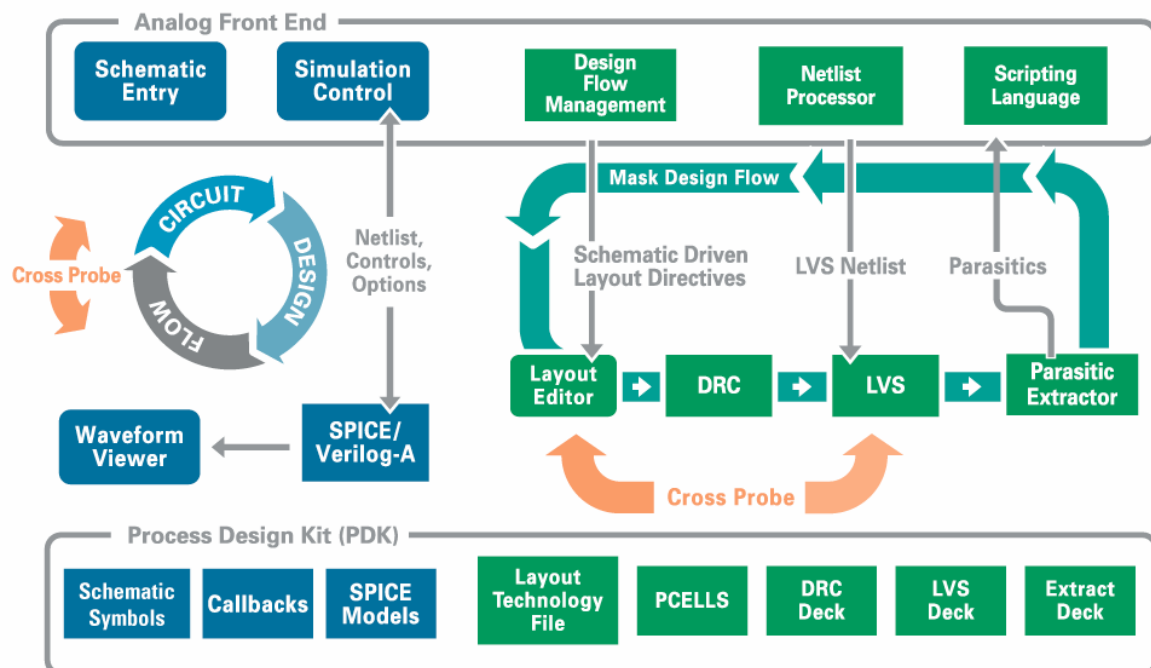 Analog Front End
Schematic
Entry
Simulation
Control
Design
Flow
Management
Netlist
Processor
Scripting
Language
Mask Design Flow
CIRCUIT
DESIGN
FLOW
Cross Probe
Netlist,
Controls,
Options
Schematic Driven
Layout Directives
LVS Netlist
Parasitics
Layout
Editor
DRC
LVS
Parasitic
Extractor
Waveform
Viewer
SPICE/
Verilog-A
Cross Probe
Process Design Kit (PDK)
Schematic
Symbols
Callbacks
SPICE
Models
Layout
Technology
File
PCELLS
DRC
Deck
LVS
Deck
Extract
Deck